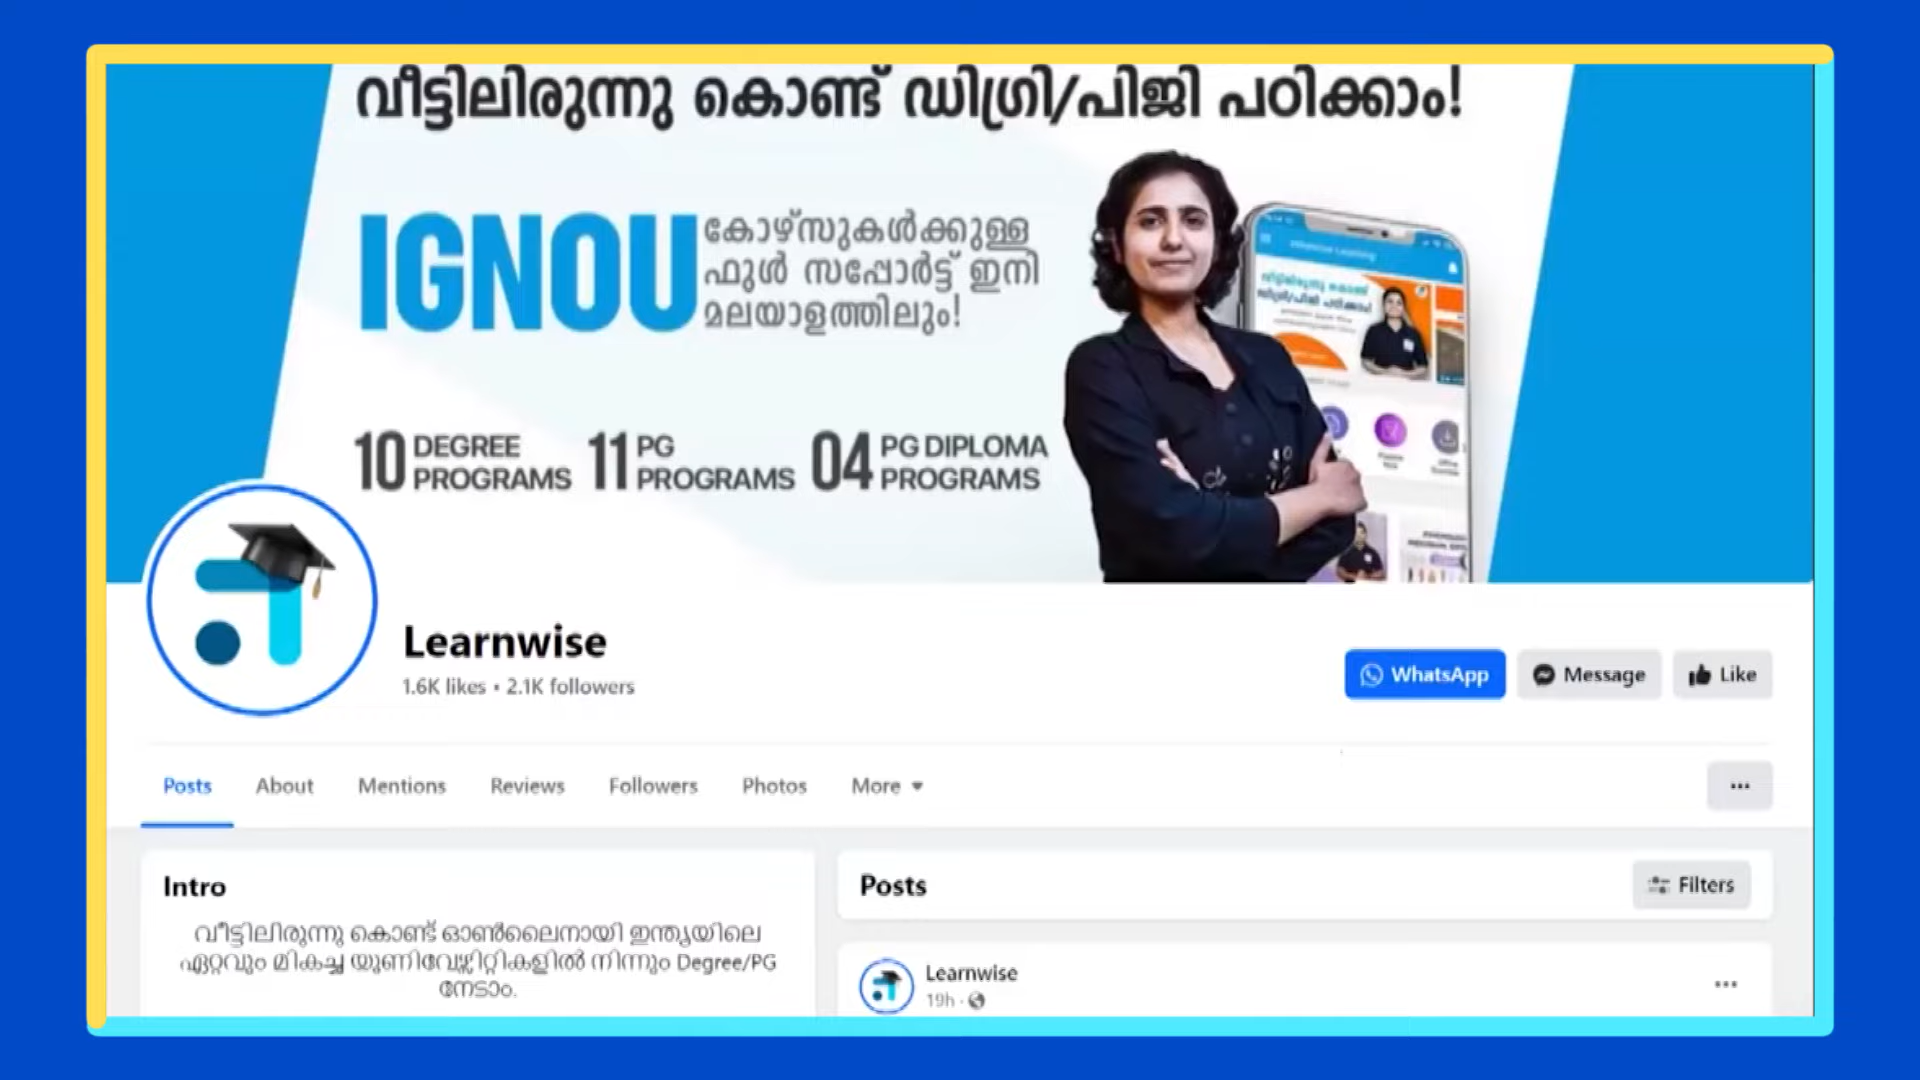 വീട്ടിലിരുന്നു കൊണ്ട് ഡിഗ്രി/പിജി പഠിക്കാം!
IGNOU
കോഴ്സുകൾക്കുള്ള
ഫുൾ സപ്പോർട്ട് ഇനി
മലയാളത്തിലും!
വീട്ടിലിരുന്നു കൊണ്ട്
ഡിഗ്രി/പിജി പഠിക്കാം!
10 DEGREE PROGRAMS
11 PG PROGRAMS
04 PG DIPLOMA PROGRAMS
Learnwise
1.6K likes • 2.1K followers
WhatsApp
Message
Like
Posts About Mentions Reviews Followers Photos More
Intro
വീട്ടിലിരുന്നു കൊണ്ട് ഓൺലൈനായി ഇന്ത്യയിലെ
ഏറ്റവും മികച്ച യൂണിവേഴ്സിറ്റികളിൽ നിന്നും Degree/PG
നേടാം.
Posts
Filters
Learnwise
19h